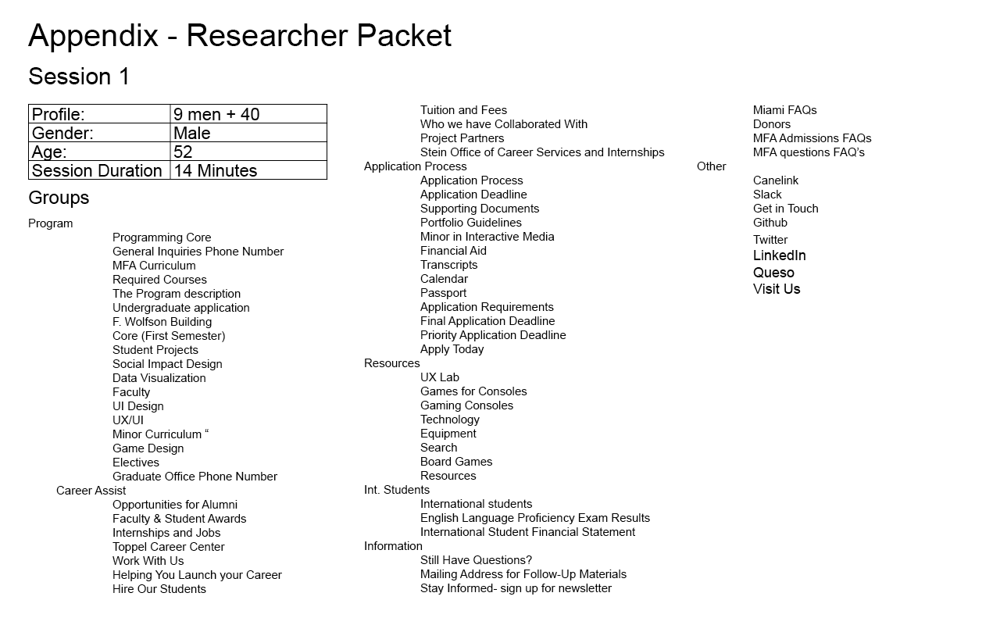 Appendix - Researcher Packet
Session 1
Profile: 9 men + 40
Gender: Male
Age: 52
Session Duration 14 Minutes
Groups
Program
Programming Core
General Inquiries Phone Number
MFA Curriculum
Required Courses
The Program description
Undergraduate application
F. Wolfson Building
Core (First Semester)
Student Projects
Social Impact Design
Data Visualization
Faculty
UI Design
UX/UI
Minor Curriculum “
Game Design
Electives
Graduate Office Phone Number
Career Assist
Opportunities for Alumni
Faculty & Student Awards
Internships and Jobs
Toppel Career Center
Work With Us
Helping You Launch your Career
Hire Our Students
Tuition and Fees
Who we have Collaborated With
Project Partners
Stein Office of Career Services and Internships
Application Process
Application Process
Application Deadline
Supporting Documents
Portfolio Guidelines
Minor in Interactive Media
Financial Aid
Transcripts
Calendar
Passport
Application Requirements
Final Application Deadline
Priority Application Deadline
Apply Today
Resources
UX Lab
Games for Consoles
Gaming Consoles
Technology
Equipment
Search
Board Games
Resources
Int. Students
International students
English Language Proficiency Exam Results
International Student Financial Statement
Information
Still Have Questions?
Mailing Address for Follow-Up Materials
Stay Informed- sign up for newsletter
Miami FAQs
Donors
MFA Admissions FAQs
MFA questions FAQ’s
Other
Canelink
Slack
Get in Touch
Github
Twitter
LinkedIn
Queso
Visit Us